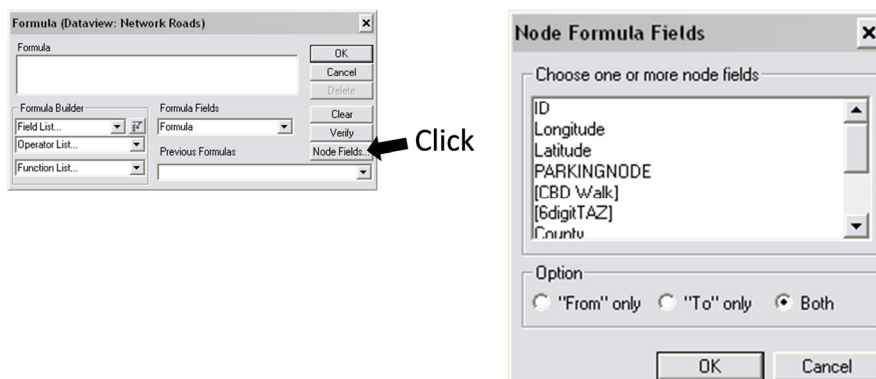 Formula (Dataview: Network Roads)
Formula
OK
Cancel
Delete
Formula Builder
Formula Fields
Clear
Field List...
Formula
Verify
Operator List...
Previous Formulas
Node Fields...
Function List...
Click
Node Formula Fields
Choose one or more node fields
ID
Longitude
Latitude
PARKINGNODE
[CBD Walk]
[6digitTAZ]
County
Option
"From" only "To" only Both
OK Cancel